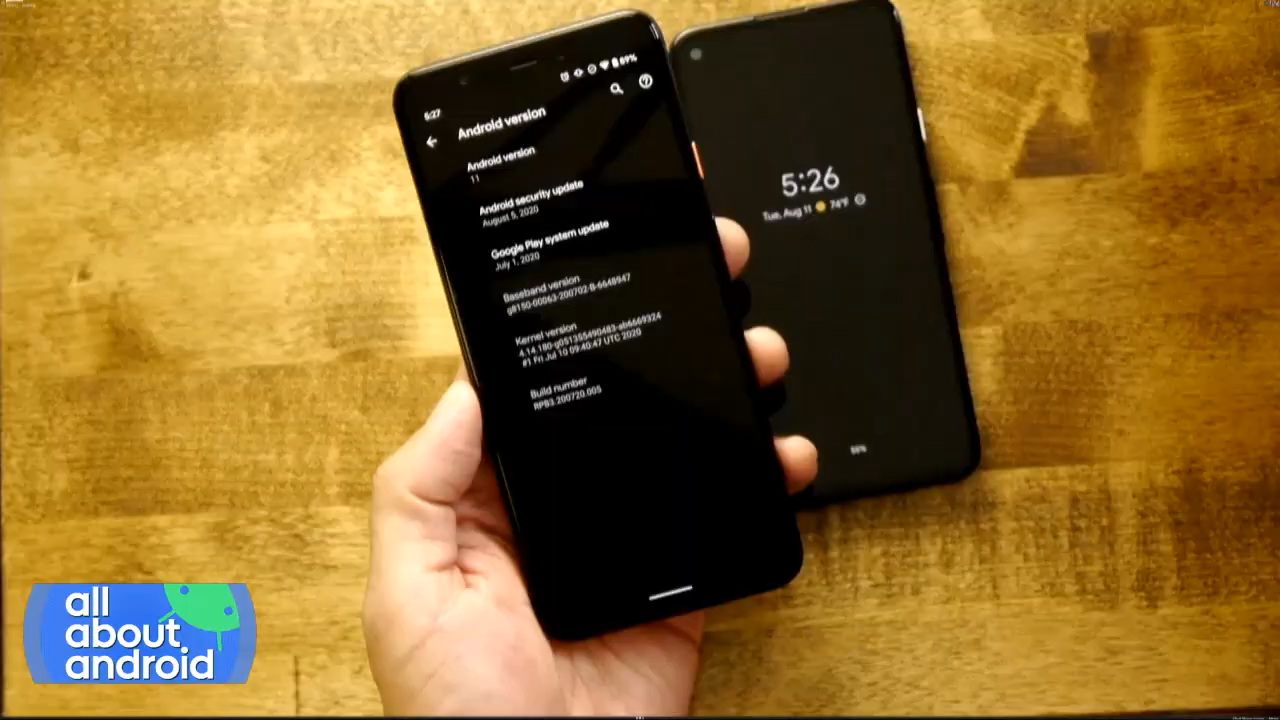 5:27
89%
Android version
Android version
11
Android security update
August 5, 2020
Google Play system update
July 1, 2020
Baseband version
g8150-00063-200702-B-6648947
Kernel version
4.14.180-g051355490483-ab6669324
#1 Fri Jul 10 09:40:47 UTC 2020
Build number
RPB3.200720.005
5:26
Tue, Aug 11 74°F
all
about
android